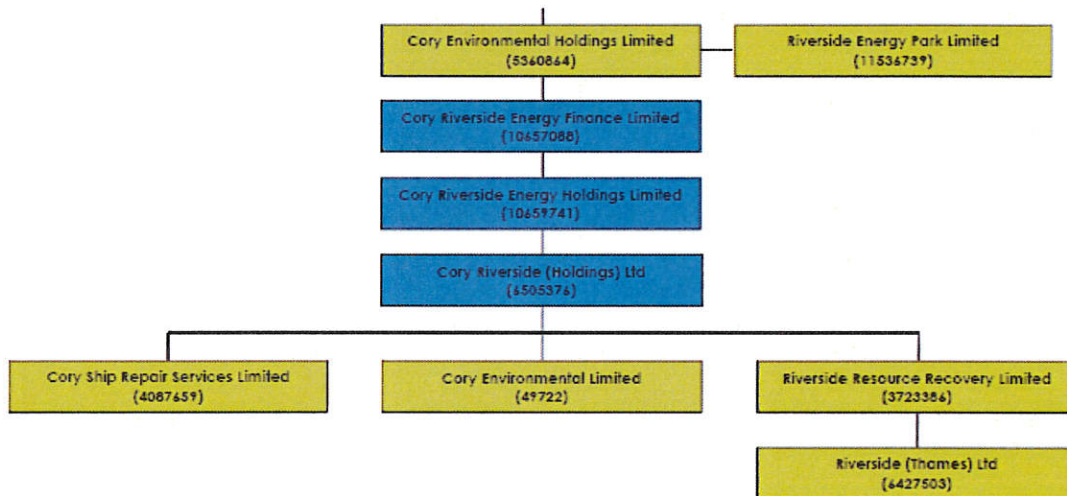 Cory Environmental Holdings Limited
(5360864)
Riverside Energy Park Limited
(11536739)
Cory Riverside Energy Finance Limited
(10657088)
Cory Riverside Energy Holdings Limited
(10659741)
Cory Riverside (Holdings) Ltd
(6505376)
Cory Ship Repair Services Limited
(4087659)
Cory Environmental Limited
(49722)
Riverside Resource Recovery Limited
(3723386)
Riverside (Thames) Ltd
(6427503)